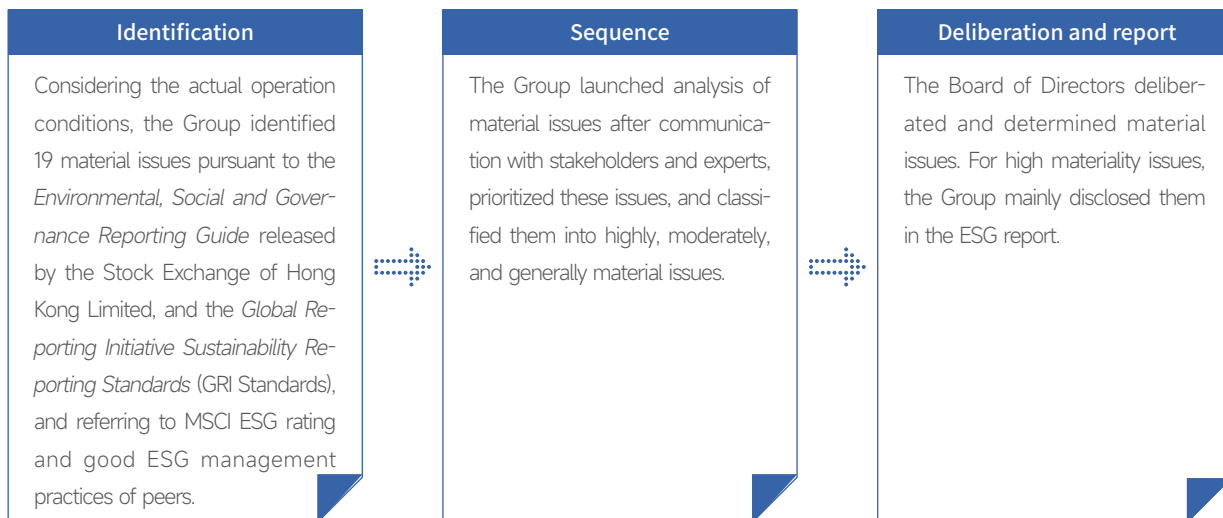 Identification
Considering the actual operation
conditions, the Group identified
19 material issues pursuant to the
Environmental, Social and Gover-
nance Reporting Guide released
by the Stock Exchange of Hong
Kong Limited, and the Global Re-
porting Initiative Sustainability Re-
porting Standards (GRI Standards),
and referring to MSCI ESG rating
and good ESG management
practices of peers.
Sequence
The Group launched analysis of
material issues after communica-
tion with stakeholders and experts,
prioritized these issues, and classi-
fied them into highly, moderately,
and generally material issues.
Deliberation and report
The Board of Directors deliber-
ated and determined material
issues. For high materiality issues,
the Group mainly disclosed them
in the ESG report.